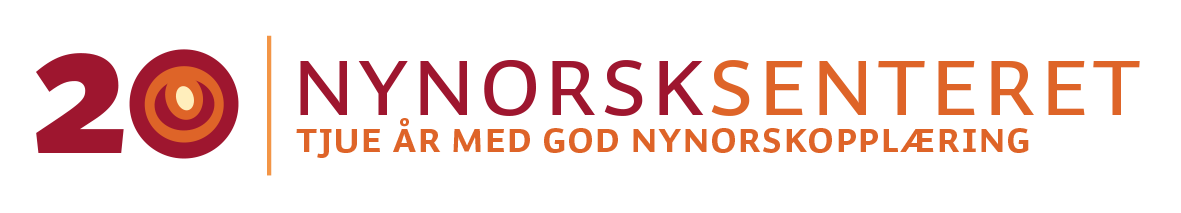 20
NYNORSKSENTERET
TJUE ÅR MED GOD NYNORSKOPPLÆRING